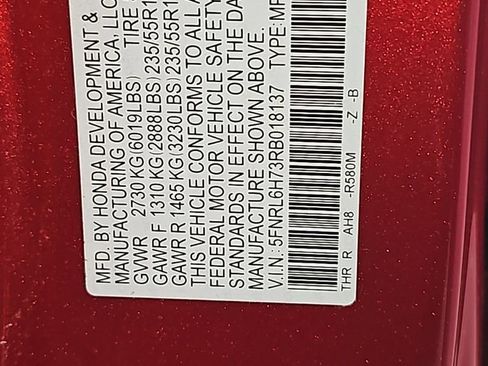 MFD. BY HONDA DEVELOPMENT &
MANUFACTURING OF AMERICA, LLC
GVWR 2730 KG(6019LBS) TIRE
GAWR F 1310 KG(2888LBS) 235/55R1
GAWR R 1465 KG(3230LBS) 235/55R1
THIS VEHICLE CONFORMS TO ALL A
FEDERAL MOTOR VEHICLE SAFETY
STANDARDS IN EFFECT ON THE DA
MANUFACTURE SHOWN ABOVE.
V.I.N.: 5FNRL6H73RB018137 TYPE:MP
THR R AH8 -R580M -Z -B